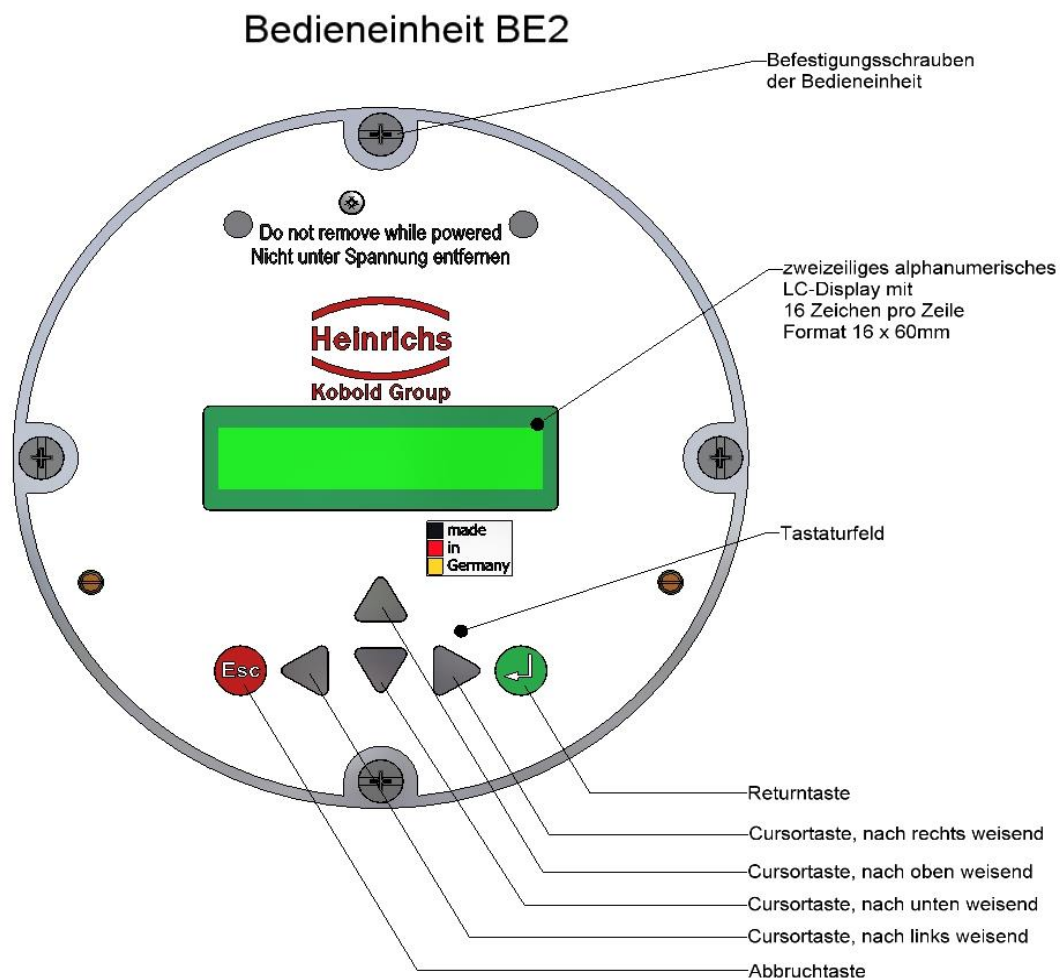 Bedieneinheit BE2
Befestigungsschrauben
der Bedieneinheit
Do not remove while powered
Nicht unter Spannung entfernen
zweizeiliges alphanumerisches
LC-Display mit
16 Zeichen pro Zeile
Format 16 x 60mm
Heinrichs
Kobold Group
made
in
Germany
Tastaturfeld
Esc
Returntaste
Cursortaste, nach rechts weisend
Cursortaste, nach oben weisend
Cursortaste, nach unten weisend
Cursortaste, nach links weisend
Abbruchtaste